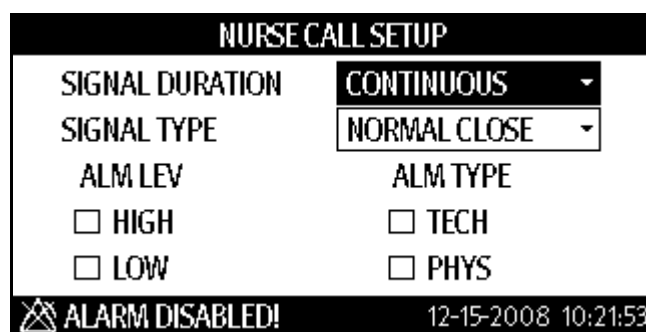 NURSE CALL SETUP
SIGNAL DURATION CONTINUOUS
SIGNAL TYPE NORMAL CLOSE
ALM LEV ALM TYPE
HIGH TECH
LOW PHYS
ALARM DISABLED! 12-15-2008 10:21:53